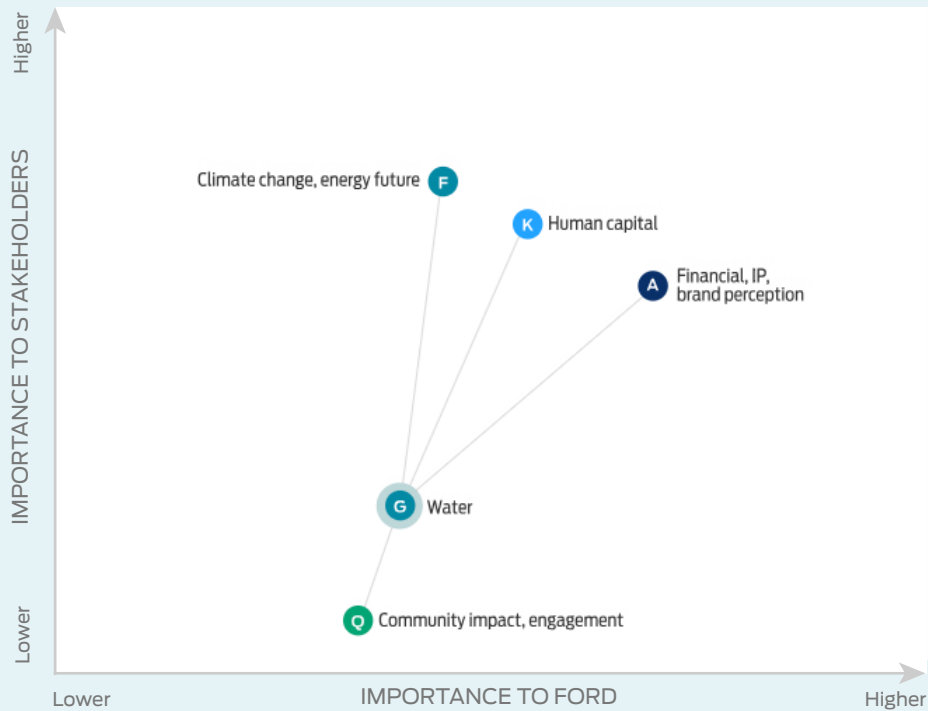 Higher
IMPORTANCE TO STAKEHOLDERS
Lower
Climate change, energy future
F
K
Human capital
A
Financial, IP,
brand perception
G
Water
Q
Community impact, engagement
Lower
IMPORTANCE TO FORD
Higher